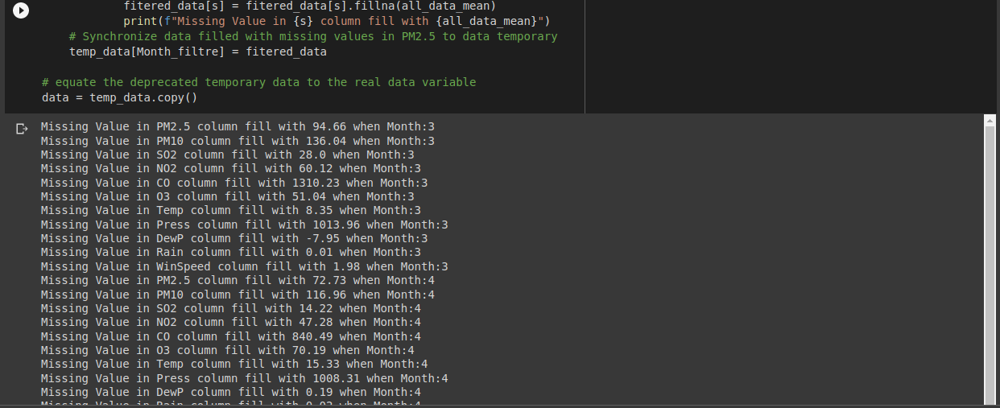 fitered_data[s] = fitered_data[s].fillna(all_data_mean)
print(f"Missing Value in {s} column fill with {all_data_mean}")
# Synchronize data filled with missing values in PM2.5 to data temporary
temp_data[Month_filtre] = fitered_data
# equate the deprecated temporary data to the real data variable
data = temp_data.copy()
Missing Value in PM2.5 column fill with 94.66 when Month:3
Missing Value in PM10 column fill with 136.04 when Month:3
Missing Value in SO2 column fill with 28.0 when Month:3
Missing Value in NO2 column fill with 60.12 when Month:3
Missing Value in CO column fill with 1310.23 when Month:3
Missing Value in O3 column fill with 51.04 when Month:3
Missing Value in Temp column fill with 8.35 when Month:3
Missing Value in Press column fill with 1013.96 when Month:3
Missing Value in DewP column fill with -7.95 when Month:3
Missing Value in Rain column fill with 0.01 when Month:3
Missing Value in WinSpeed column fill with 1.98 when Month:3
Missing Value in PM2.5 column fill with 72.73 when Month:4
Missing Value in PM10 column fill with 116.96 when Month:4
Missing Value in SO2 column fill with 14.22 when Month:4
Missing Value in NO2 column fill with 47.28 when Month:4
Missing Value in CO column fill with 840.49 when Month:4
Missing Value in O3 column fill with 70.19 when Month:4
Missing Value in Temp column fill with 15.33 when Month:4
Missing Value in Press column fill with 1008.31 when Month:4
Missing Value in DewP column fill with 0.19 when Month:4
Missing Value in Rain column fill with when Month:4